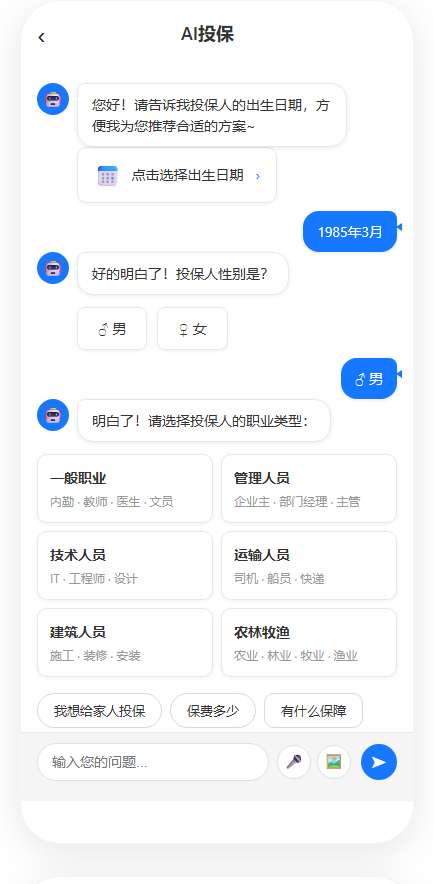 AI投保
您好！请告诉我投保人的出生日期，方
便我为您推荐合适的方案~
点击选择出生日期 ›
1985年3月
好的明白了！投保人性别是？
♂ 男 ♀ 女
♂ 男
明白了！请选择投保人的职业类型：
一般职业
内勤 · 教师 · 医生 · 文员
管理人员
企业主 · 部门经理 · 主管
技术人员
IT · 工程师 · 设计
运输人员
司机 · 船员 · 快递
建筑人员
施工 · 装修 · 安装
农林牧渔
农业 · 林业 · 牧业 · 渔业
我想给家人投保 保费多少 有什么保障
输入您的问题...